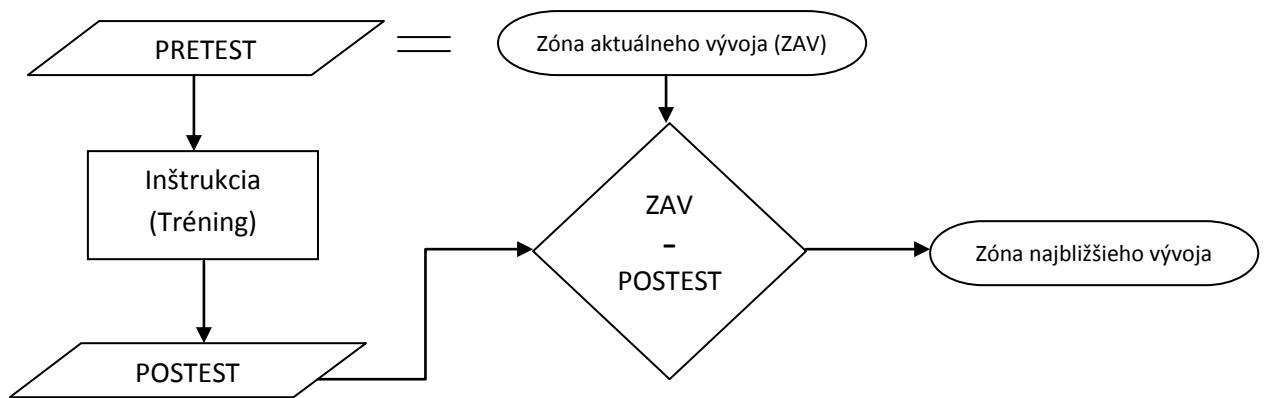 PRETEST
Zóna aktuálneho vývoja (ZAV)
Inštrukcia
(Tréning)
ZAV
-
POSTEST
Zóna najbližšieho vývoja
POSTEST